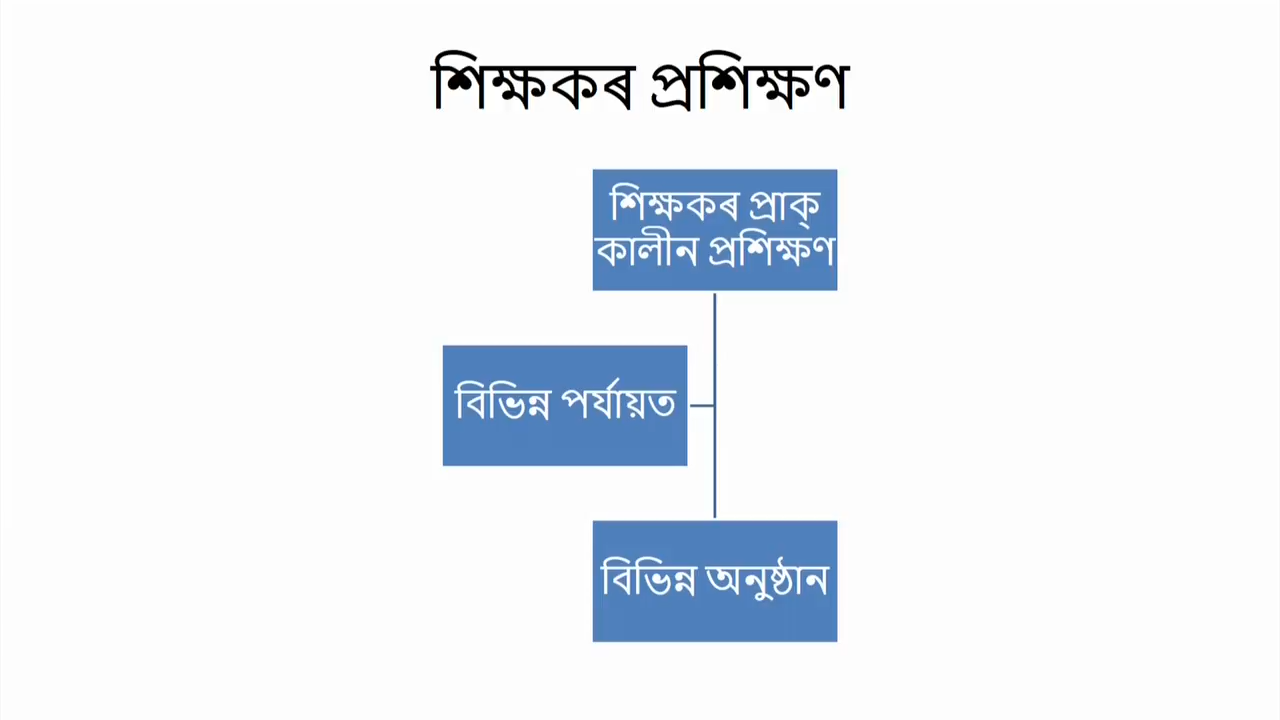 শিক্ষকৰ প্ৰশিক্ষণ
শিক্ষকৰ প্ৰাক্
কালীন প্ৰশিক্ষণ
বিভিন্ন পৰ্যায়ত
বিভিন্ন অনুষ্ঠান